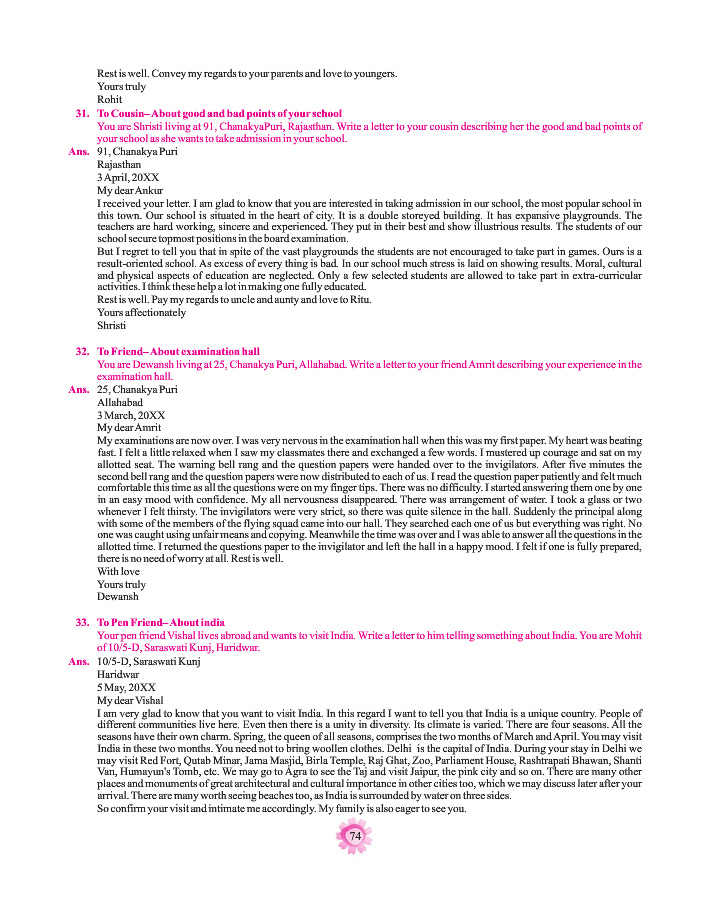 Rest is well. Convey my regards to your parents and love to youngers.
Yours truly
Rohit
31. To Cousin– About good and bad points of your school
You are Shristi living at 91, ChanakyaPuri, Rajasthan. Write a letter to your cousin describing her the good and bad points of
your school as she wants to take admission in your school.
Ans. 91, Chanakya Puri
Rajasthan
3 April, 20XX
My dear Ankur
I received your letter. I am glad to know that you are interested in taking admission in our school, the most popular school in
this town. Our school is situated in the heart of city. It is a double storeyed building. It has expansive playgrounds. The
teachers are hard working, sincere and experienced. They put in their best and show illustrious results. The students of our
school secure topmost positions in the board examination.
But I regret to tell you that in spite of the vast playgrounds the students are not encouraged to take part in games. Ours is a
result-oriented school. As excess of every thing is bad. In our school much stress is laid on showing results. Moral, cultural
and physical aspects of education are neglected. Only a few selected students are allowed to take part in extra-curricular
activities. I think these help a lot in making one fully educated.
Rest is well. Pay my regards to uncle and aunty and love to Ritu.
Yours affectionately
Shristi
32. To Friend– About examination hall
You are Dewansh living at 25, Chanakya Puri, Allahabad. Write a letter to your friend Amrit describing your experience in the
examination hall.
Ans. 25, Chanakya Puri
Allahabad
3 March, 20XX
My dear Amrit
My examinations are now over. I was very nervous in the examination hall when this was my first paper. My heart was beating
fast. I felt a little relaxed when I saw my classmates there and exchanged a few words. I mustered up courage and sat on my
allotted seat. The warning bell rang and the question papers were handed over to the invigilators. After five minutes the
second bell rang and the question papers were now distributed to each of us. I read the question paper patiently and felt much
comfortable this time as all the questions were on my finger tips. There was no difficulty. I started answering them one by one
in an easy mood with confidence. My all nervousness disappeared. There was arrangement of water. I took a glass or two
whenever I felt thirsty. The invigilators were very strict, so there was quite silence in the hall. Suddenly the principal along
with some of the members of the flying squad came into our hall. They searched each one of us but everything was right. No
one was caught using unfair means and copying. Meanwhile the time was over and I was able to answer all the questions in the
allotted time. I returned the questions paper to the invigilator and left the hall in a happy mood. I felt if one is fully prepared,
there is no need of worry at all. Rest is well.
With love
Yours truly
Dewansh
33. To Pen Friend– About india
Your pen friend Vishal lives abroad and wants to visit India. Write a letter to him telling something about India. You are Mohit
of 10/5-D, Saraswati Kunj, Haridwar.
Ans. 10/5-D, Saraswati Kunj
Haridwar
5 May, 20XX
My dear Vishal
I am very glad to know that you want to visit India. In this regard I want to tell you that India is a unique country. People of
different communities live here. Even then there is a unity in diversity. Its climate is varied. There are four seasons. All the
seasons have their own charm. Spring, the queen of all seasons, comprises the two months of March and April. You may visit
India in these two months. You need not to bring woollen clothes. Delhi is the capital of India. During your stay in Delhi we
may visit Red Fort, Qutab Minar, Jama Masjid, Birla Temple, Raj Ghat, Zoo, Parliament House, Rashtrapati Bhawan, Shanti
Van, Humayun's Tomb, etc. We may go to Agra to see the Taj and visit Jaipur, the pink city and so on. There are many other
places and monuments of great architectural and cultural importance in other cities too, which we may discuss later after your
arrival. There are many worth seeing beaches too, as India is surrounded by water on three sides.
So confirm your visit and intimate me accordingly. My family is also eager to see you.
74